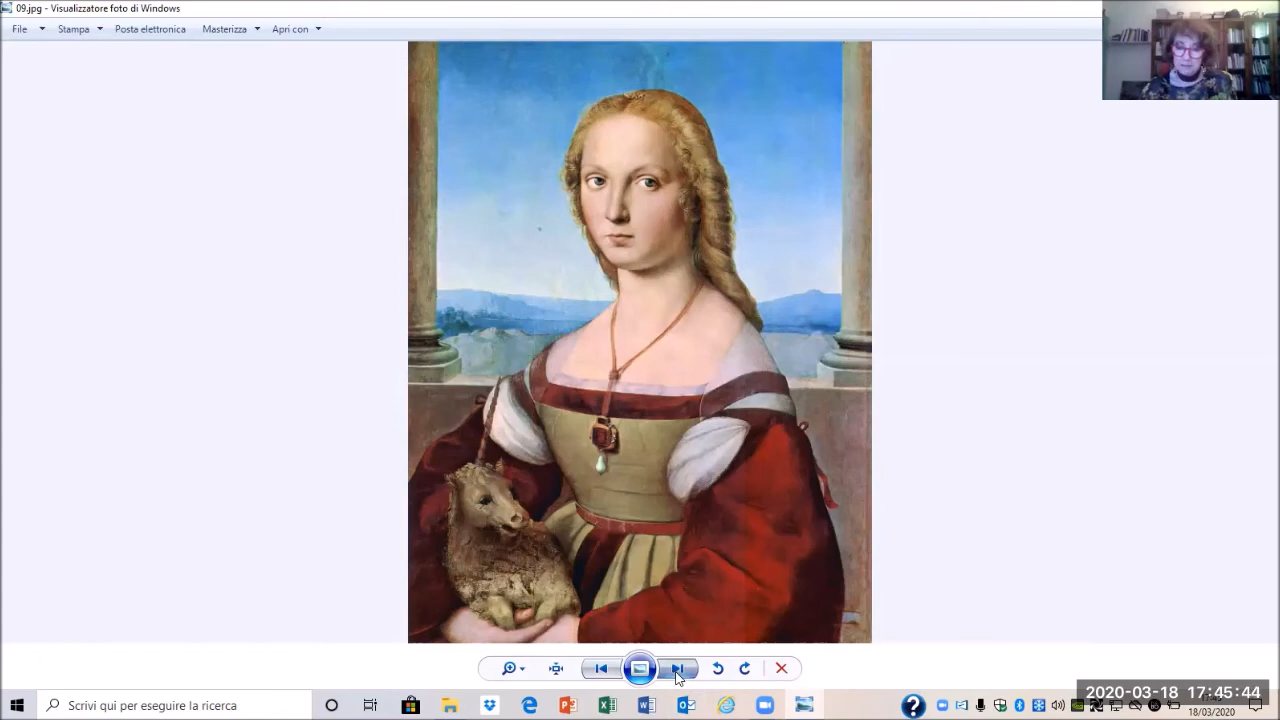 09.jpg - Visualizzatore foto di Windows
File Stampa Posta elettronica Masterizza Apri con
Scrivi qui per eseguire la ricerca
2020-03-18 17:45:44
18/03/2020